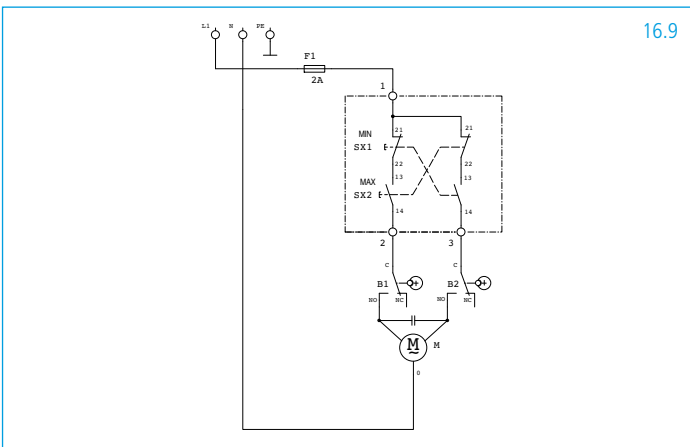 16.9
L1 N PE
F1
2A
1
21 21
MIN
SX1
22 22
13 13
MAX
SX2
14 14
2 3
C C
B1 B2
NO NC NO NC
M
~
M
0